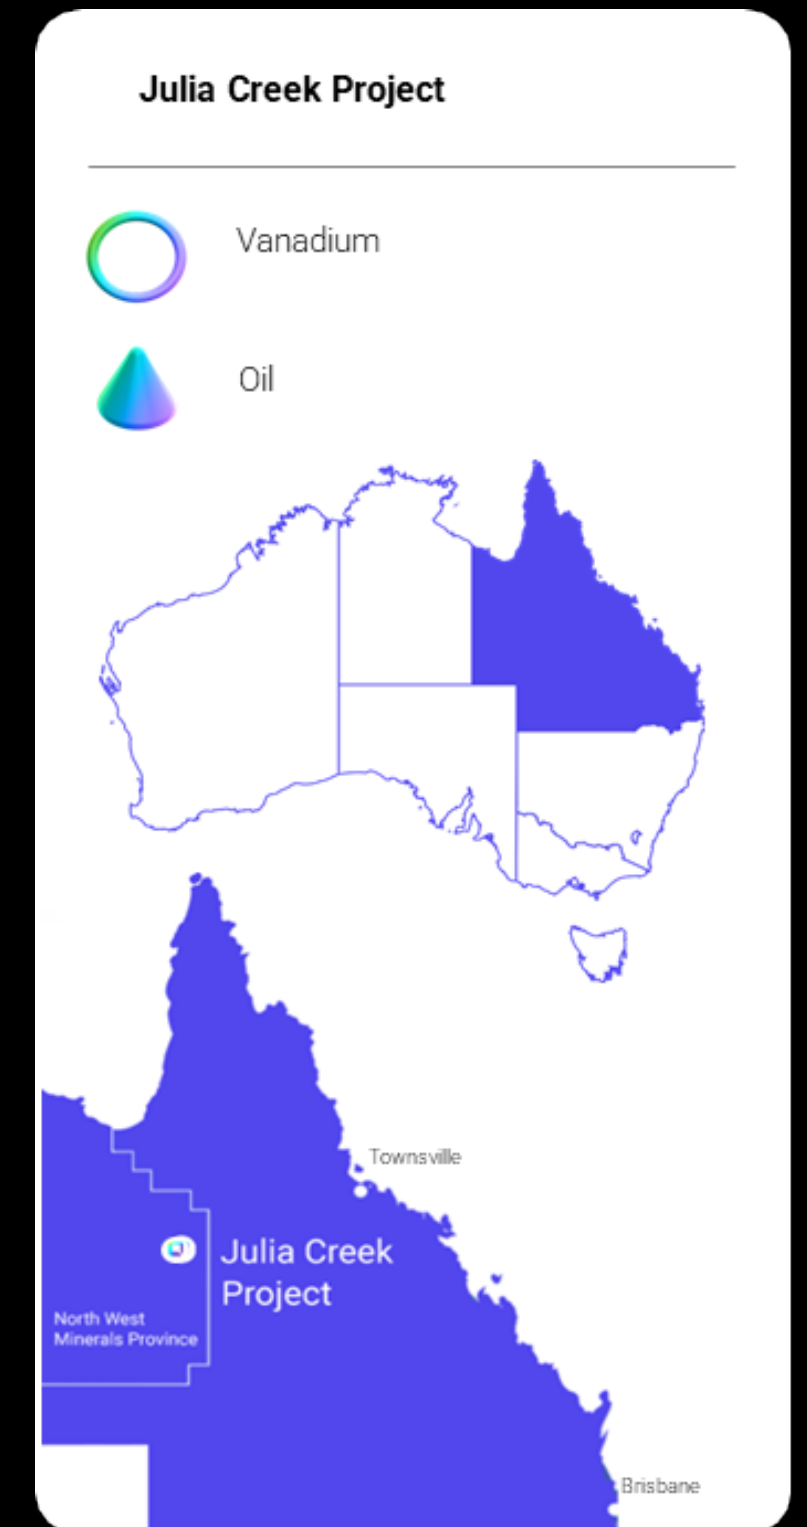 Julia Creek Project
Vanadium
Oil
Townsville
Julia Creek
Project
North West
Minerals Province
Brisbane